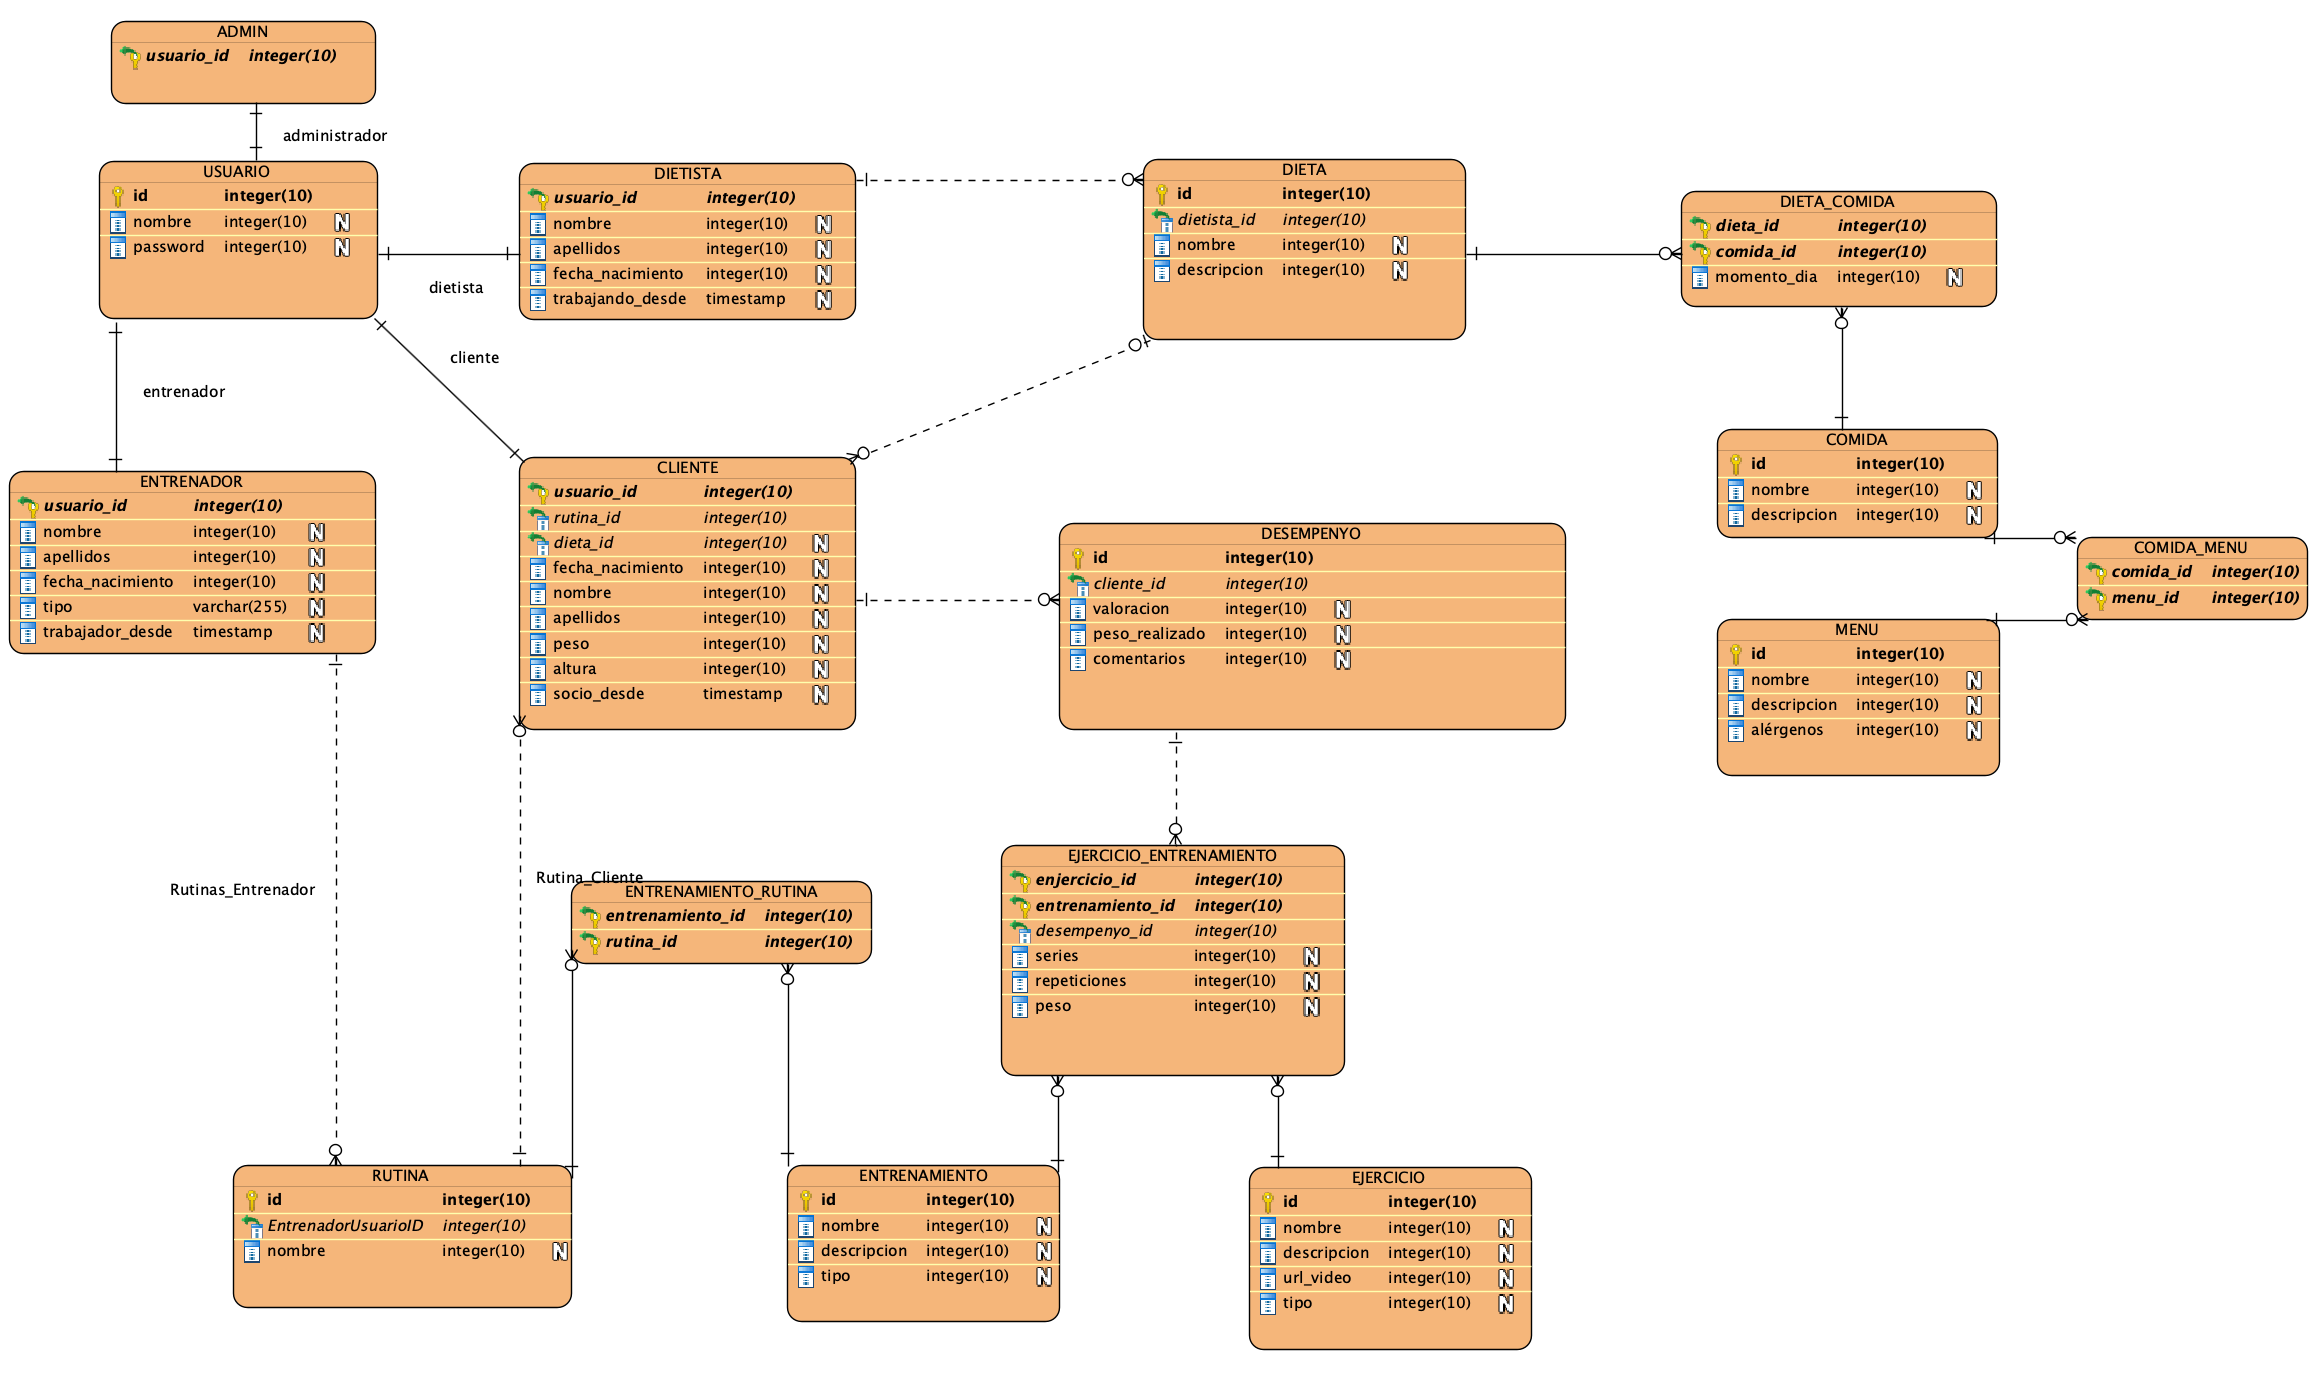 ADMIN
usuario_id integer(10)
administrador
USUARIO
id integer(10)
nombre integer(10) N
password integer(10) N
DIETISTA
usuario_id integer(10)
nombre integer(10) N
apellidos integer(10) N
fecha_nacimiento integer(10) N
trabajando_desde timestamp N
dietista
DIETA
id integer(10)
dietista_id integer(10)
nombre integer(10) N
descripcion integer(10) N
DIETA_COMIDA
dieta_id integer(10)
comida_id integer(10)
momento_dia integer(10) N
cliente
entrenador
ENTRENADOR
usuario_id integer(10)
nombre integer(10) N
apellidos integer(10) N
fecha_nacimiento integer(10) N
tipo varchar(255) N
trabajador_desde timestamp N
CLIENTE
usuario_id integer(10)
rutina_id integer(10)
dieta_id integer(10) N
fecha_nacimiento integer(10) N
nombre integer(10) N
apellidos integer(10) N
peso integer(10) N
altura integer(10) N
socio_desde timestamp N
DESEMPENYO
id integer(10)
cliente_id integer(10)
valoracion integer(10) N
peso_realizado integer(10) N
comentarios integer(10) N
COMIDA
id integer(10)
nombre integer(10) N
descripcion integer(10) N
COMIDA_MENU
comida_id integer(10)
menu_id integer(10)
MENU
id integer(10)
nombre integer(10) N
descripcion integer(10) N
alérgenos integer(10) N
Rutinas_Entrenador
Rutina_Cliente
ENTRENAMIENTO_RUTINA
entrenamiento_id integer(10)
rutina_id integer(10)
EJERCICIO_ENTRENAMIENTO
enjercicio_id integer(10)
entrenamiento_id integer(10)
desempenyo_id integer(10)
series integer(10) N
repeticiones integer(10) N
peso integer(10) N
RUTINA
id integer(10)
EntrenadorUsuarioID integer(10)
nombre integer(10) N
ENTRENAMIENTO
id integer(10)
nombre integer(10) N
descripcion integer(10) N
tipo integer(10) N
EJERCICIO
id integer(10)
nombre integer(10) N
descripcion integer(10) N
url_video integer(10) N
tipo integer(10) N